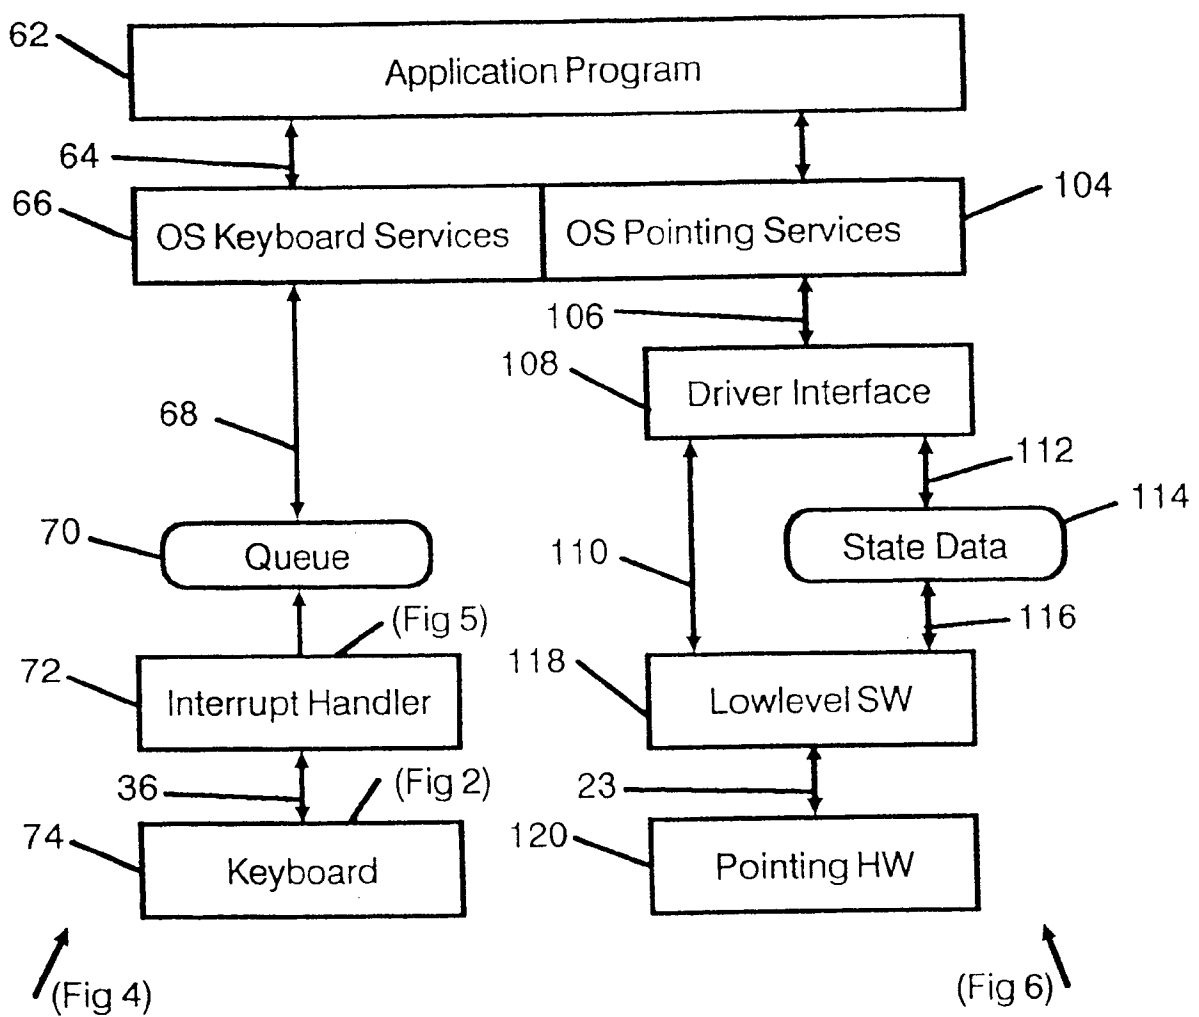 62
Application Program
64
66
OS Keyboard Services
OS Pointing Services
104
106
108
Driver Interface
68
112
114
70
Queue
110
State Data
(Fig 5)
116
72
Interrupt Handler
118
Lowlevel SW
36
(Fig 2)
23
74
Keyboard
120
Pointing HW
(Fig 4)
(Fig 6)